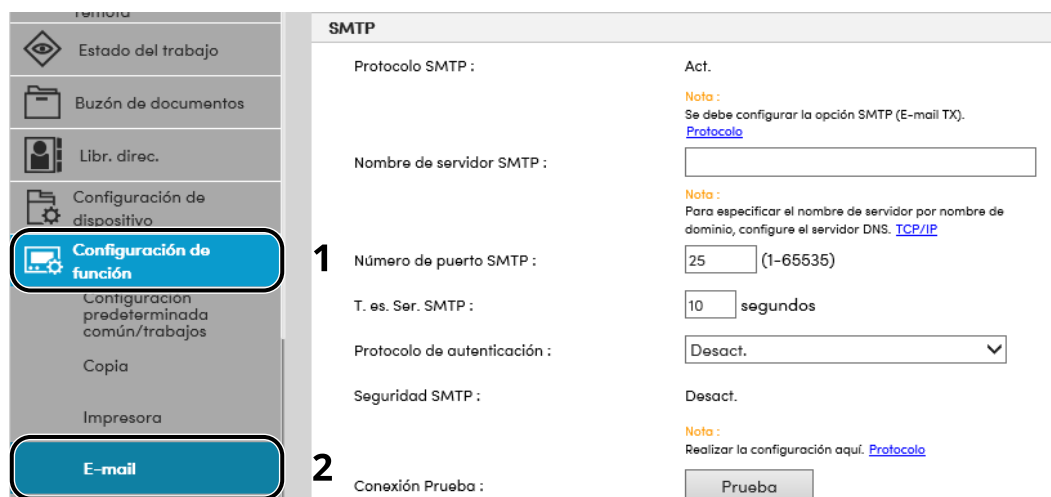 Estado del trabajo
Buzón de documentos
Libr. direc.
Configuración de
dispositivo
Configuración de
función
1
Configuración
predeterminada
común/trabajos
Copia
Impresora
E-mail
2
SMTP
Protocolo SMTP :
Act.
Nota :
Se debe configurar la opción SMTP (E-mail TX).
Protocolo
Nombre de servidor SMTP :
Nota :
Para especificar el nombre de servidor por nombre de
dominio, configure el servidor DNS. TCP/IP
Número de puerto SMTP :
25 (1-65535)
T. es. Ser. SMTP :
10 segundos
Protocolo de autenticación :
Desact.
Seguridad SMTP :
Desact.
Nota :
Realizar la configuración aquí. Protocolo
Conexión Prueba :
Prueba